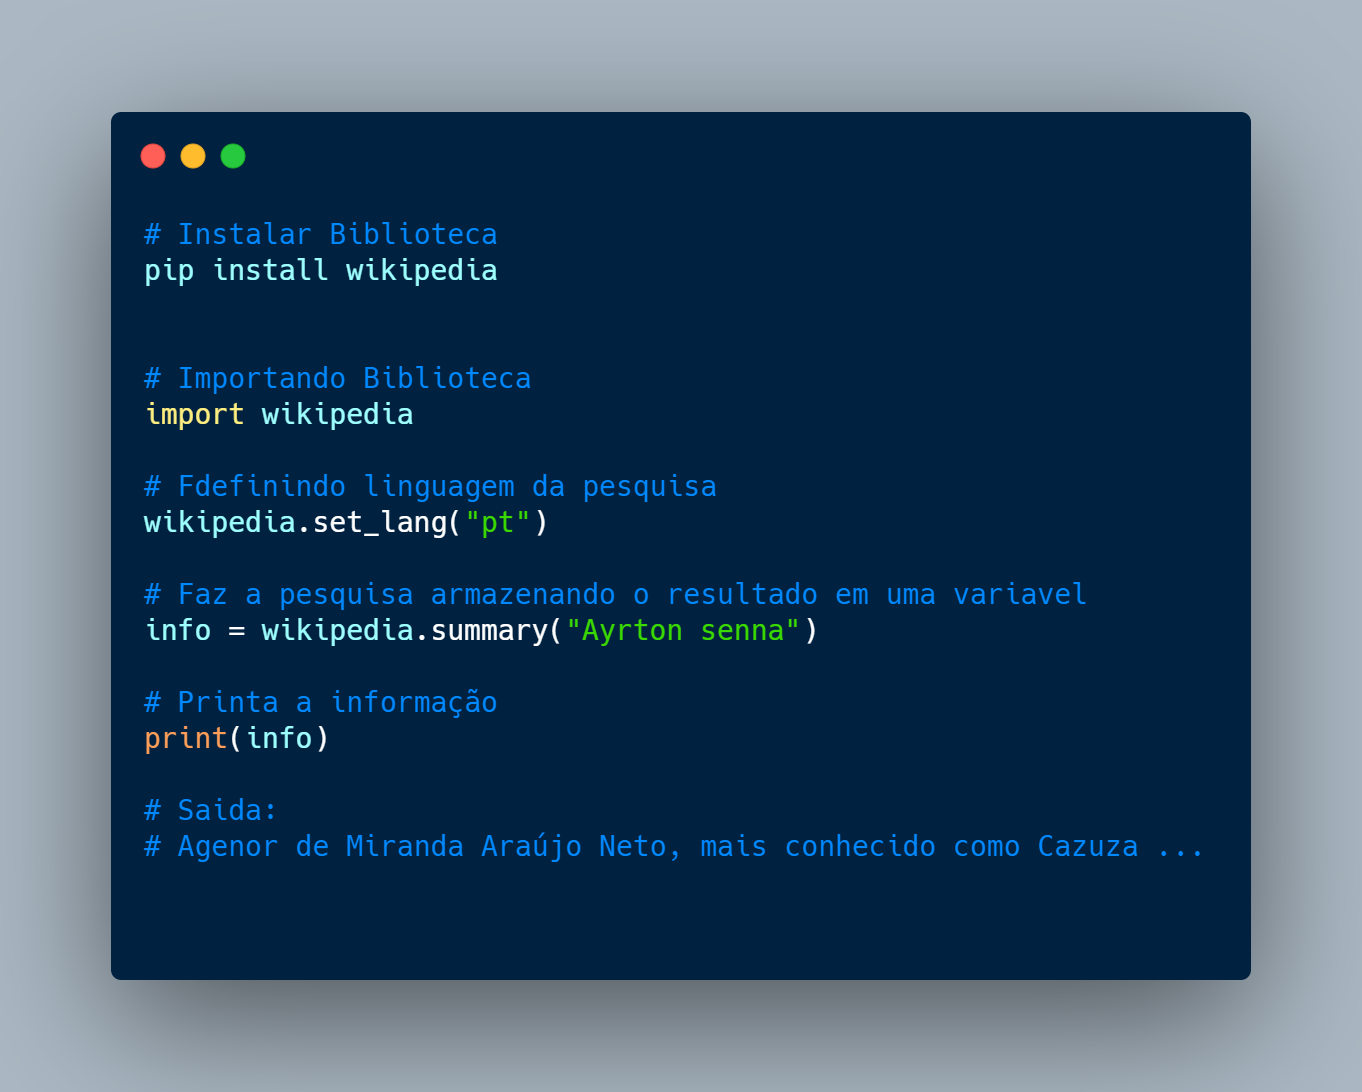 # Instalar Biblioteca
pip install wikipedia
# Importando Biblioteca
import wikipedia
# Fdefinindo linguagem da pesquisa
wikipedia.set_lang("pt")
# Faz a pesquisa armazenando o resultado em uma variavel
info = wikipedia.summary("Ayrton senna")
# Printa a informação
print(info)
# Saida:
# Agenor de Miranda Araújo Neto, mais conhecido como Cazuza ...